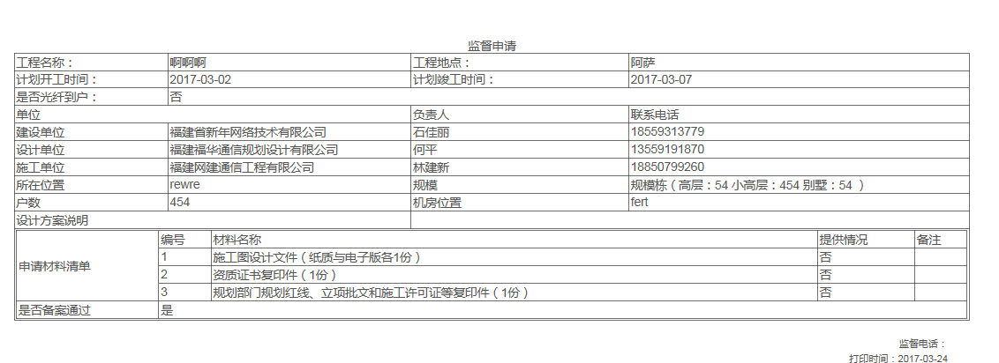 监督申请
工程名称： 啊啊啊 工程地点： 阿萨
计划开工时间： 2017-03-02 计划竣工时间： 2017-03-07
是否光纤到户： 否
单位 负责人 联系电话
建设单位 福建省新年网络技术有限公司 石佳丽 18559313779
设计单位 福建福华通信规划设计有限公司 何平 13559191870
施工单位 福建网建通信工程有限公司 林建新 18850799260
所在位置 rewre 规模 规模栋（高层：54 小高层：454 别墅：54 ）
户数 454 机房位置 fert
设计方案说明
申请材料清单 编号 材料名称 提供情况 备注
1 施工图设计文件（纸质与电子版各1份） 否
2 资质证书复印件（1份） 否
3 规划部门规划红线、立项批文和施工许可证等复印件（1份） 否
是否备案通过 是
监督电话：
打印时间：2017-03-24